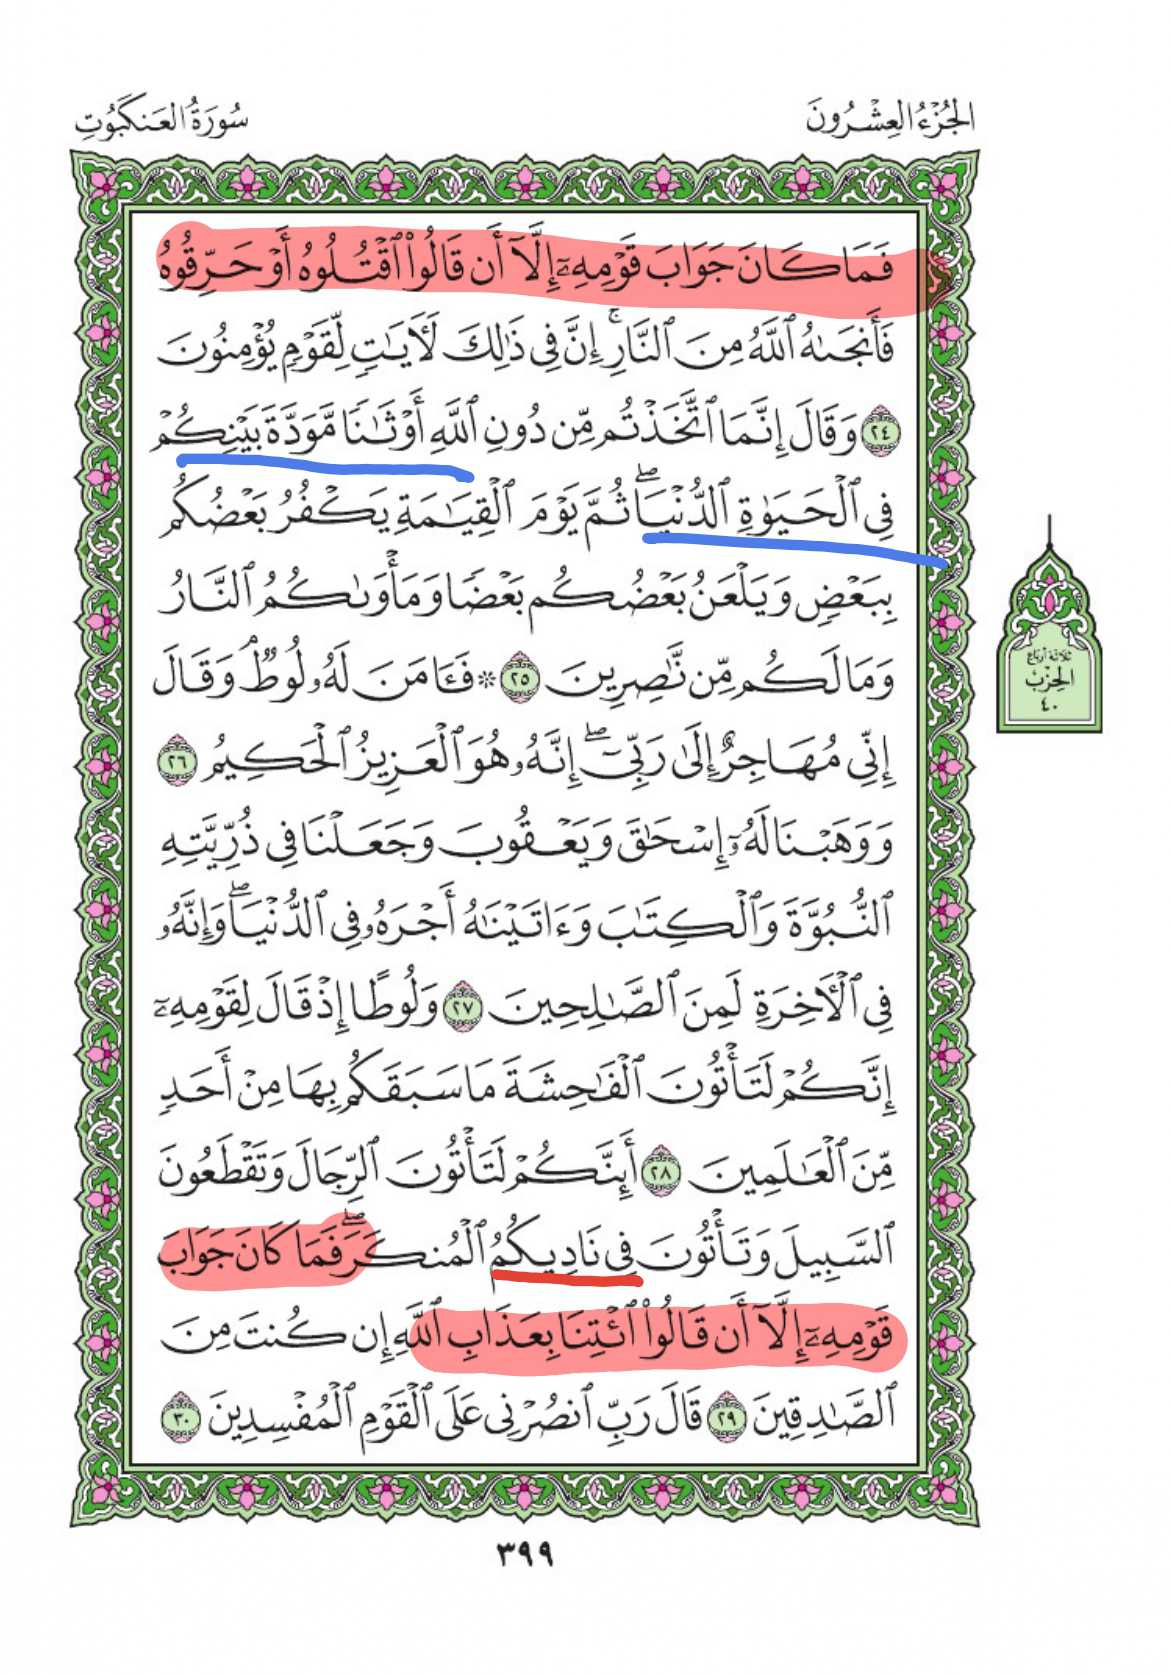 الجُزْءُ العِشْرُونَ
سُورَةُ العَنكَبُوتِ
فَمَا كَانَ جَوَابَ قَوْمِهِۦٓ إِلَّآ أَن قَالُوا۟ ٱقْتُلُوهُ أَوْ حَرِّقُوهُ
فَأَنجَىٰهُ ٱللَّهُ مِنَ ٱلنَّارِ ۚ إِنَّ فِى ذَٰلِكَ لَـَٔايَـٰتٍ لِّقَوْمٍ يُؤْمِنُونَ
٢٤ وَقَالَ إِنَّمَا ٱتَّخَذْتُم مِّن دُونِ ٱللَّهِ أَوْثَـٰنًا مَّوَدَّةَ بَيْنِكُمْ
فِى ٱلْحَيَوٰةِ ٱلدُّنْيَا ۖ ثُمَّ يَوْمَ ٱلْقِيَـٰمَةِ يَكْفُرُ بَعْضُكُم
بِبَعْضٍ وَيَلْعَنُ بَعْضُكُم بَعْضًا وَمَأْوَىٰكُمُ ٱلنَّارُ
وَمَا لَكُم مِّن نَّـٰصِرِينَ ٢٥ ۞ فَـَٔامَنَ لَهُۥ لُوطٌ ۘ وَقَالَ
إِنِّى مُهَاجِرٌ إِلَىٰ رَبِّىٓ ۖ إِنَّهُۥ هُوَ ٱلْعَزِيزُ ٱلْحَكِيمُ ٢٦
وَوَهَبْنَا لَهُۥٓ إِسْحَـٰقَ وَيَعْقُوبَ وَجَعَلْنَا فِى ذُرِّيَّتِهِ
ٱلنُّبُوَّةَ وَٱلْكِتَـٰبَ وَءَاتَيْنَـٰهُ أَجْرَهُۥ فِى ٱلدُّنْيَا ۖ وَإِنَّهُۥ
فِى ٱلْـَٔاخِرَةِ لَمِنَ ٱلصَّـٰلِحِينَ ٢٧ وَلُوطًا إِذْ قَالَ لِقَوْمِهِۦٓ
إِنَّكُمْ لَتَأْتُونَ ٱلْفَـٰحِشَةَ مَا سَبَقَكُم بِهَا مِنْ أَحَدٍ
مِّنَ ٱلْعَـٰلَمِينَ ٢٨ أَئِنَّكُمْ لَتَأْتُونَ ٱلرِّجَالَ وَتَقْطَعُونَ
ٱلسَّبِيلَ وَتَأْتُونَ فِى نَادِيكُمُ ٱلْمُنكَرَ ۖ فَمَا كَانَ جَوَابَ
قَوْمِهِۦٓ إِلَّآ أَن قَالُوا۟ ٱئْتِنَا بِعَذَابِ ٱللَّهِ إِن كُنتَ مِنَ
ٱلصَّـٰدِقِينَ ٢٩ قَالَ رَبِّ ٱنصُرْنِى عَلَى ٱلْقَوْمِ ٱلْمُفْسِدِينَ ٣٠
ثلاثة أرباع
الحِزْب
٤٠
٣٩٩